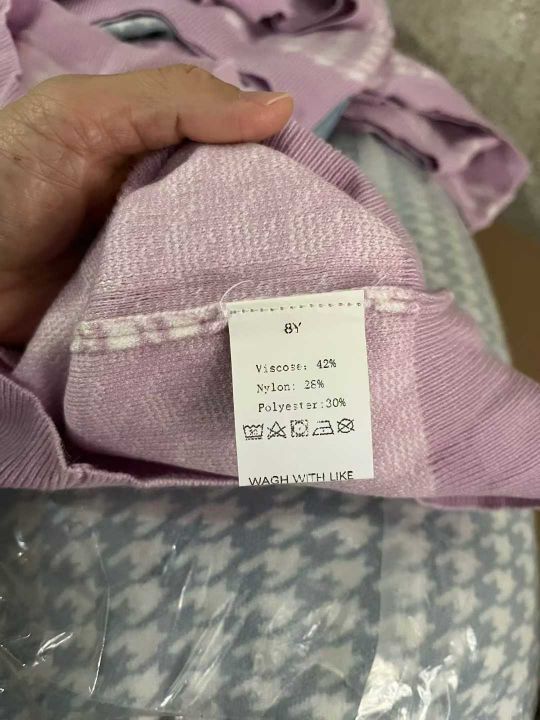 8Y
Viscose: 42%
Nylon: 28%
Polyester:30%
WAGH WITH LIKE